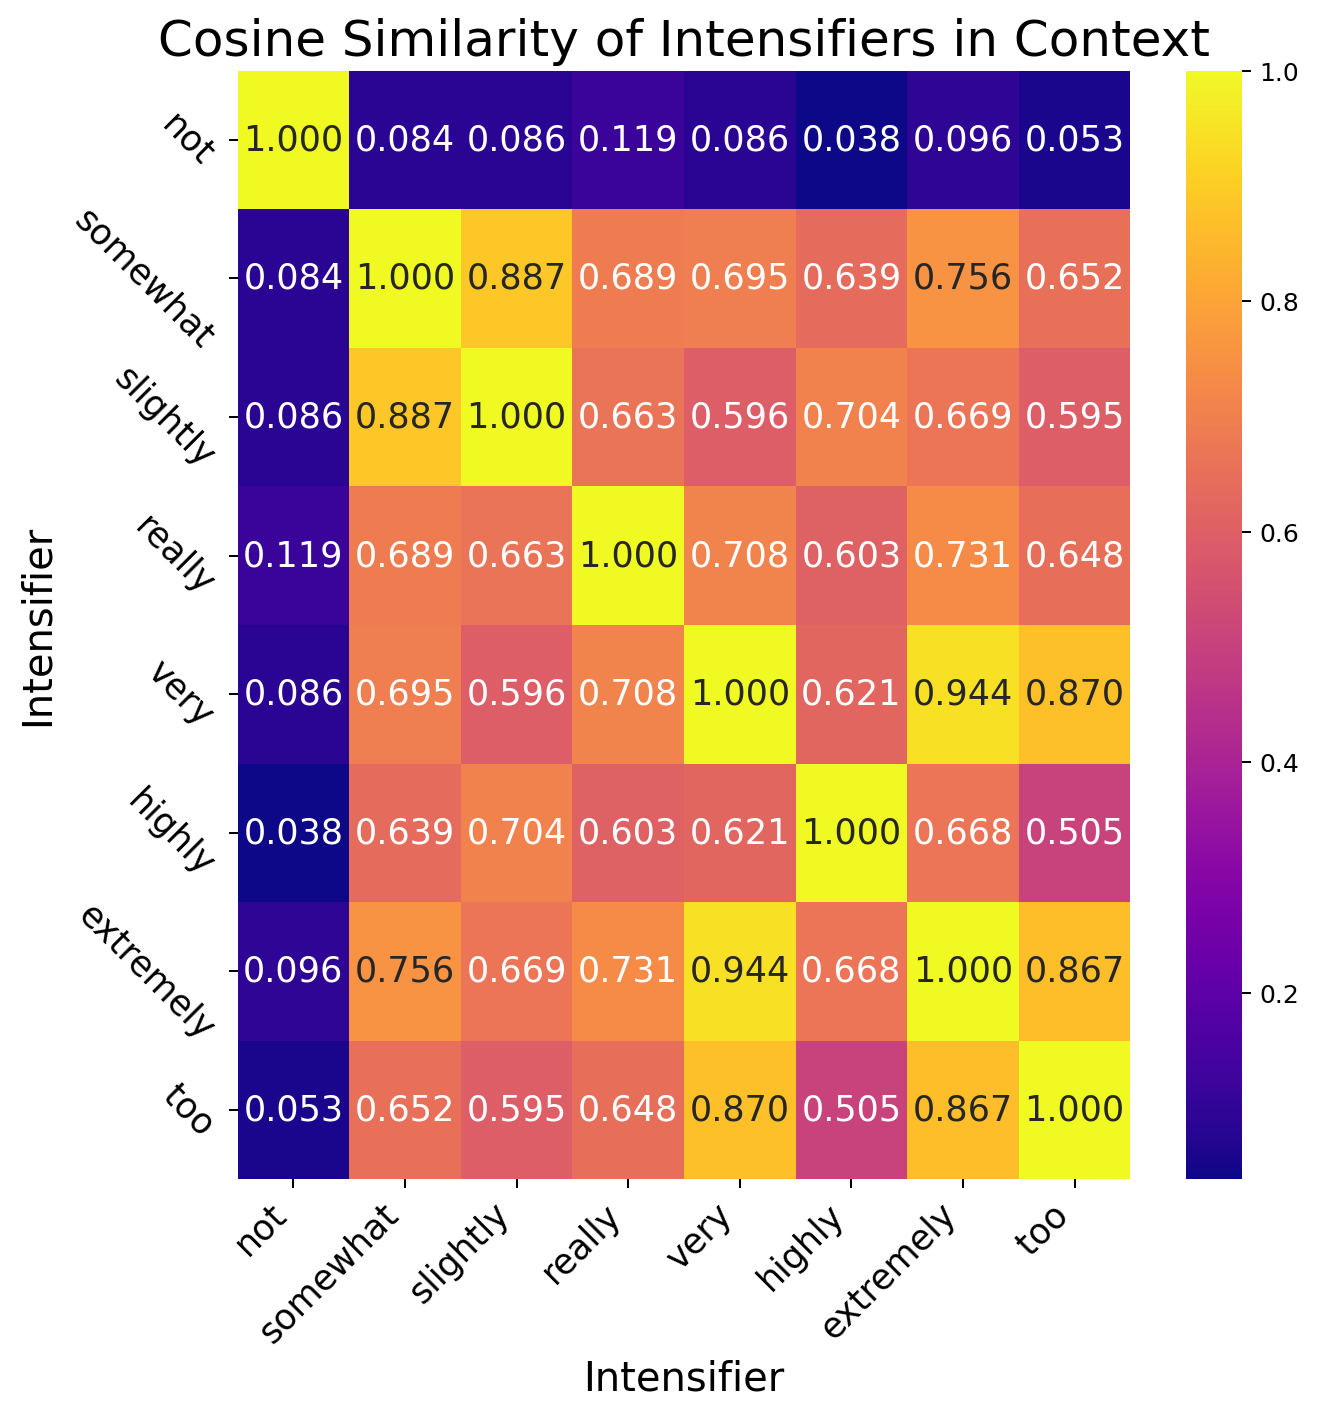 Cosine Similarity of Intensifiers in Context
not 1.000 0.084 0.086 0.119 0.086 0.038 0.096 0.053
somewhat 0.084 1.000 0.887 0.689 0.695 0.639 0.756 0.652
slightly 0.086 0.887 1.000 0.663 0.596 0.704 0.669 0.595
really 0.119 0.689 0.663 1.000 0.708 0.603 0.731 0.648
very 0.086 0.695 0.596 0.708 1.000 0.621 0.944 0.870
highly 0.038 0.639 0.704 0.603 0.621 1.000 0.668 0.505
extremely 0.096 0.756 0.669 0.731 0.944 0.668 1.000 0.867
too 0.053 0.652 0.595 0.648 0.870 0.505 0.867 1.000
not somewhat slightly really very highly extremely too
Intensifier
Intensifier
1.0
0.8
0.6
0.4
0.2